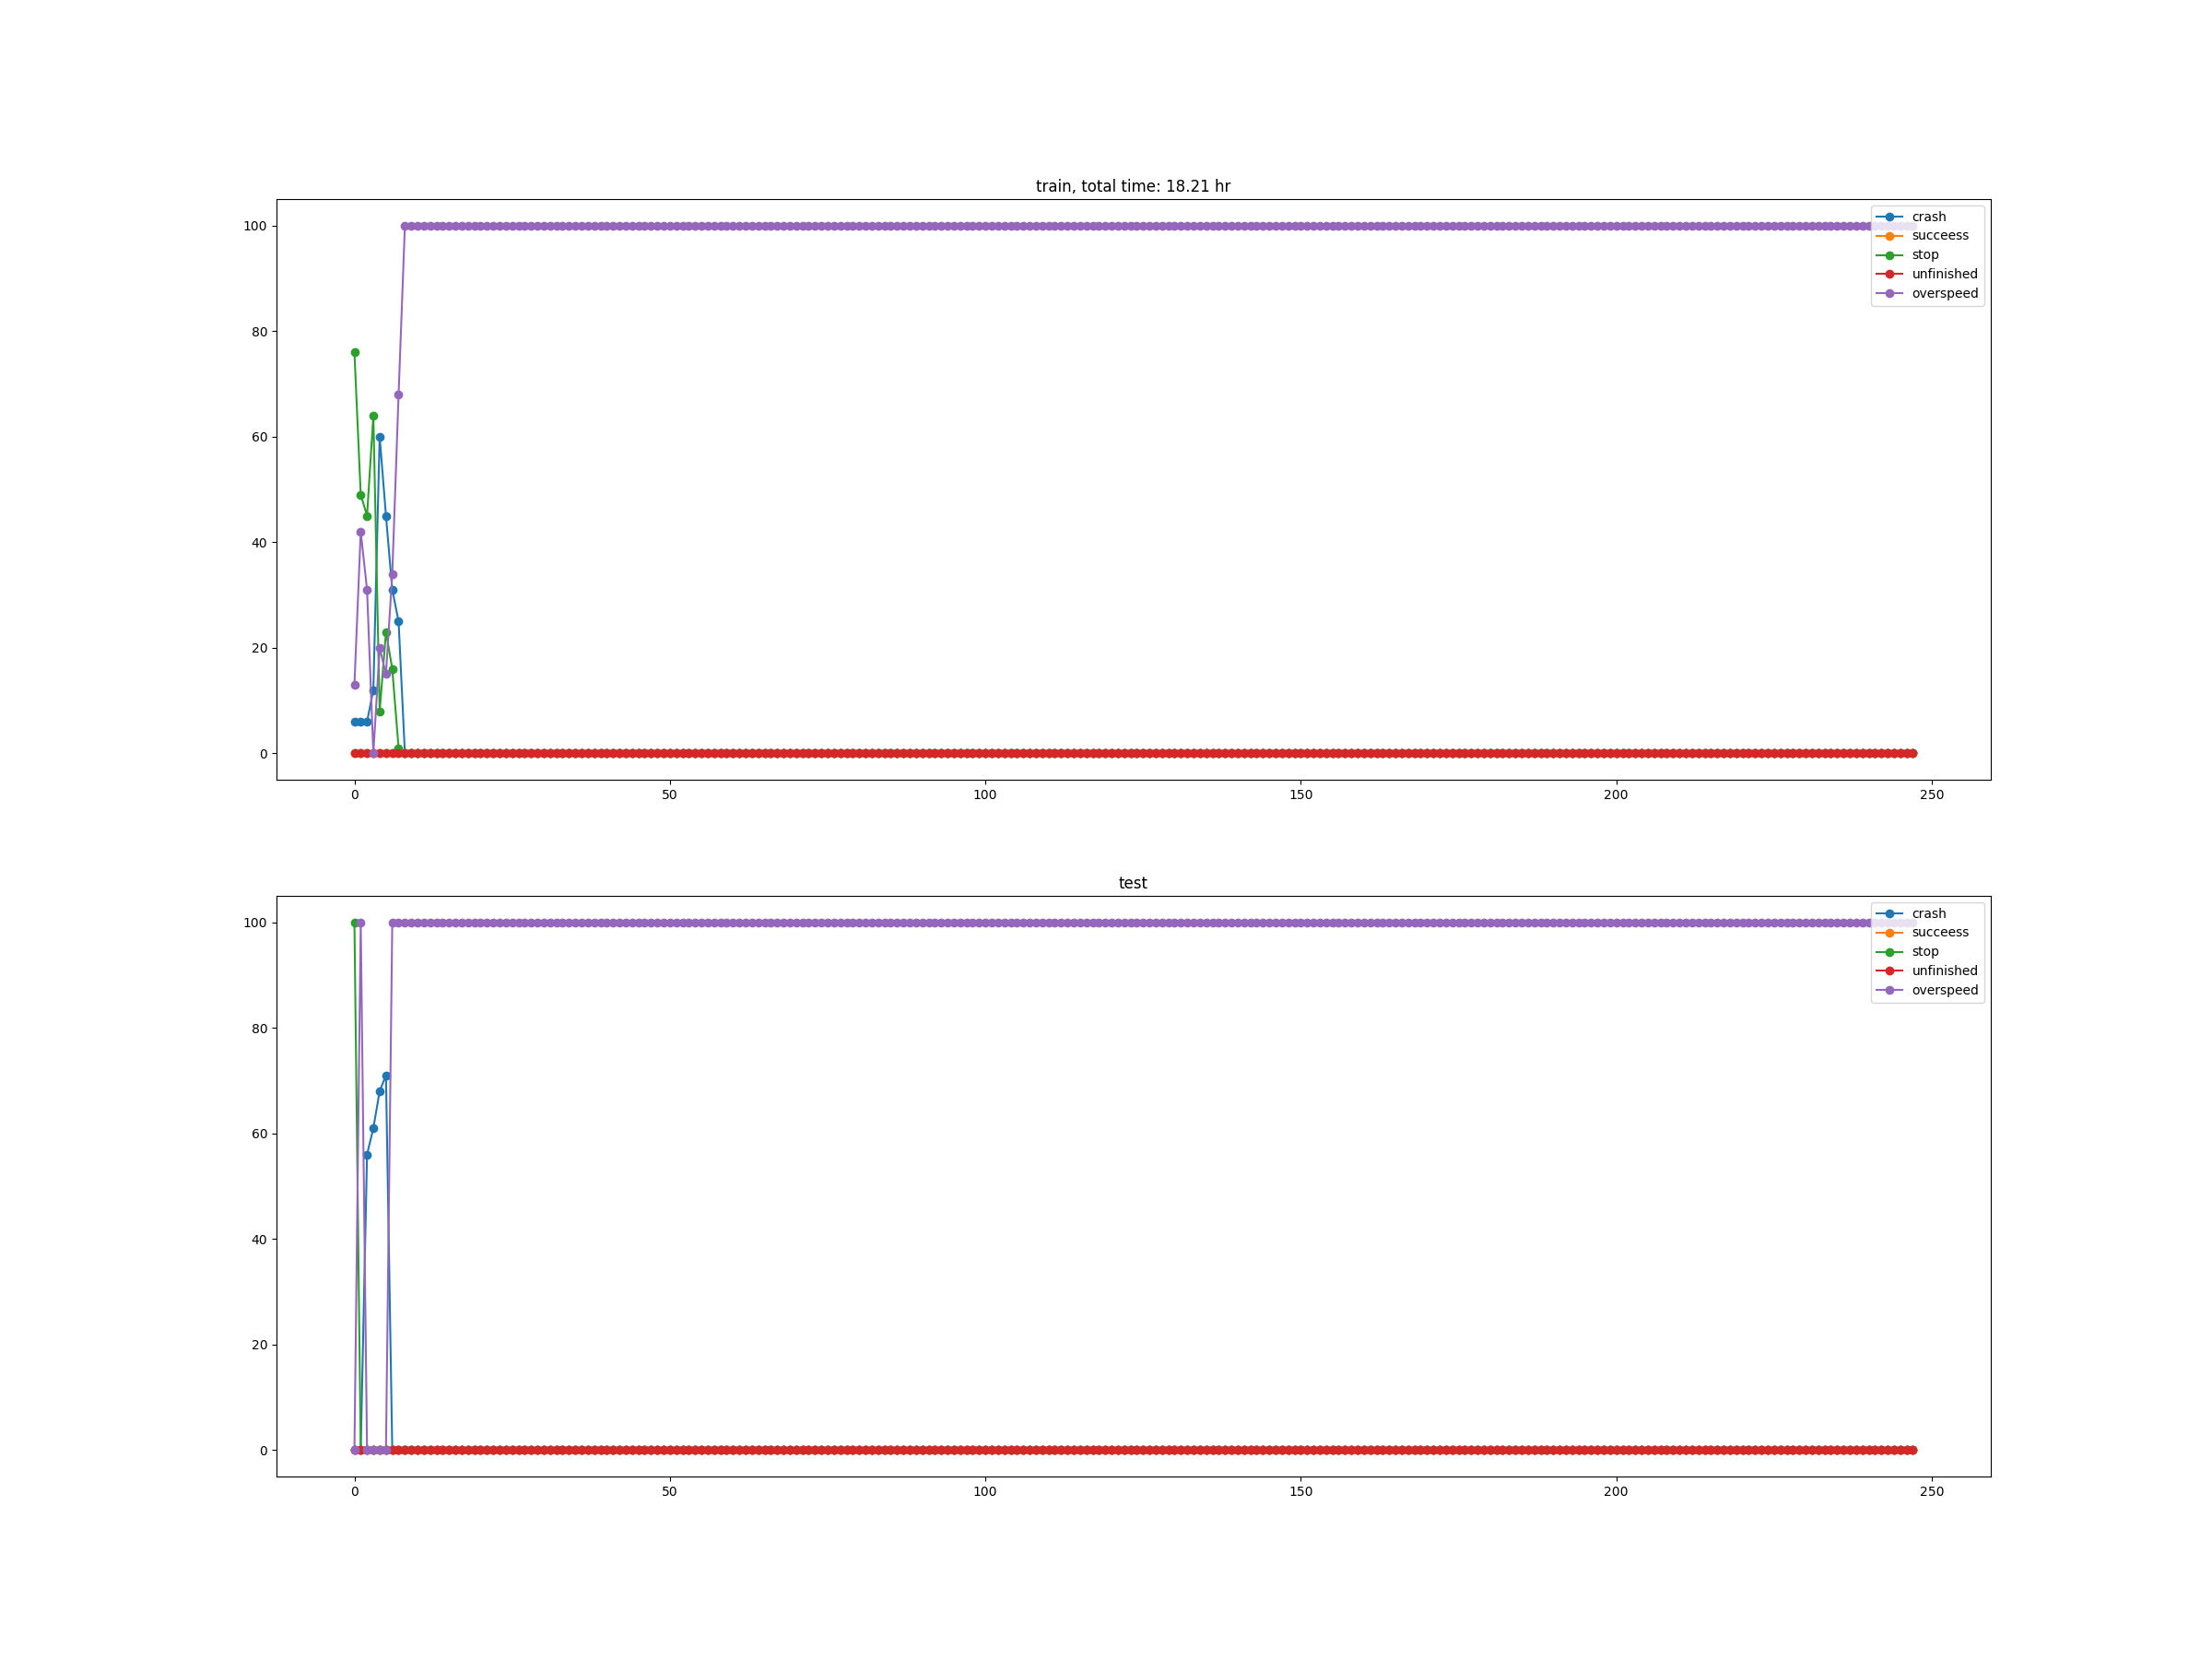 train, total time: 18.21 hr
100
80
60
40
20
0
crash
succeess
stop
unfinished
overspeed
0 50 100 150 200 250
test
100
80
60
40
20
0
crash
succeess
stop
unfinished
overspeed
0 50 100 150 200 250